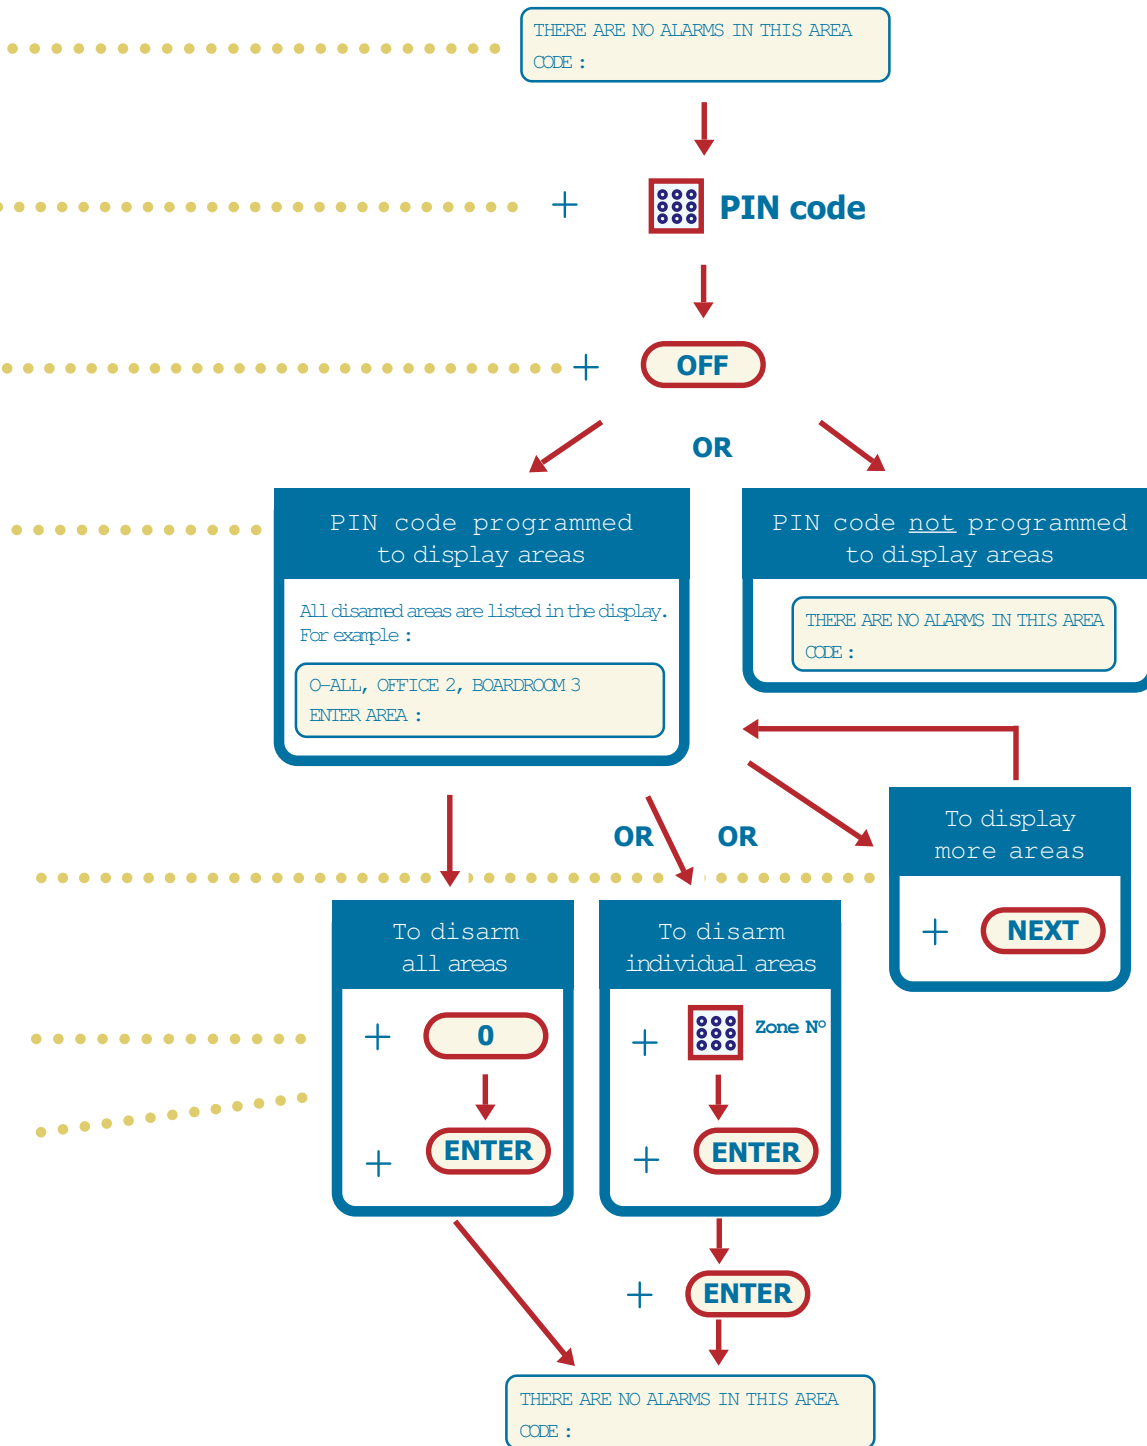 THERE ARE NO ALARMS IN THIS AREA
CODE :
PIN code
OFF
OR
PIN code programmed
to display areas
All disarmed areas are listed in the display.
For example :
O-ALL, OFFICE 2, BOARDROOM 3
ENTER AREA :
PIN code not programmed
to display areas
THERE ARE NO ALARMS IN THIS AREA
CODE :
OR
OR
To display
more areas
NEXT
To disarm
all areas
0
ENTER
To disarm
individual areas
Zone N°
ENTER
ENTER
THERE ARE NO ALARMS IN THIS AREA
CODE :